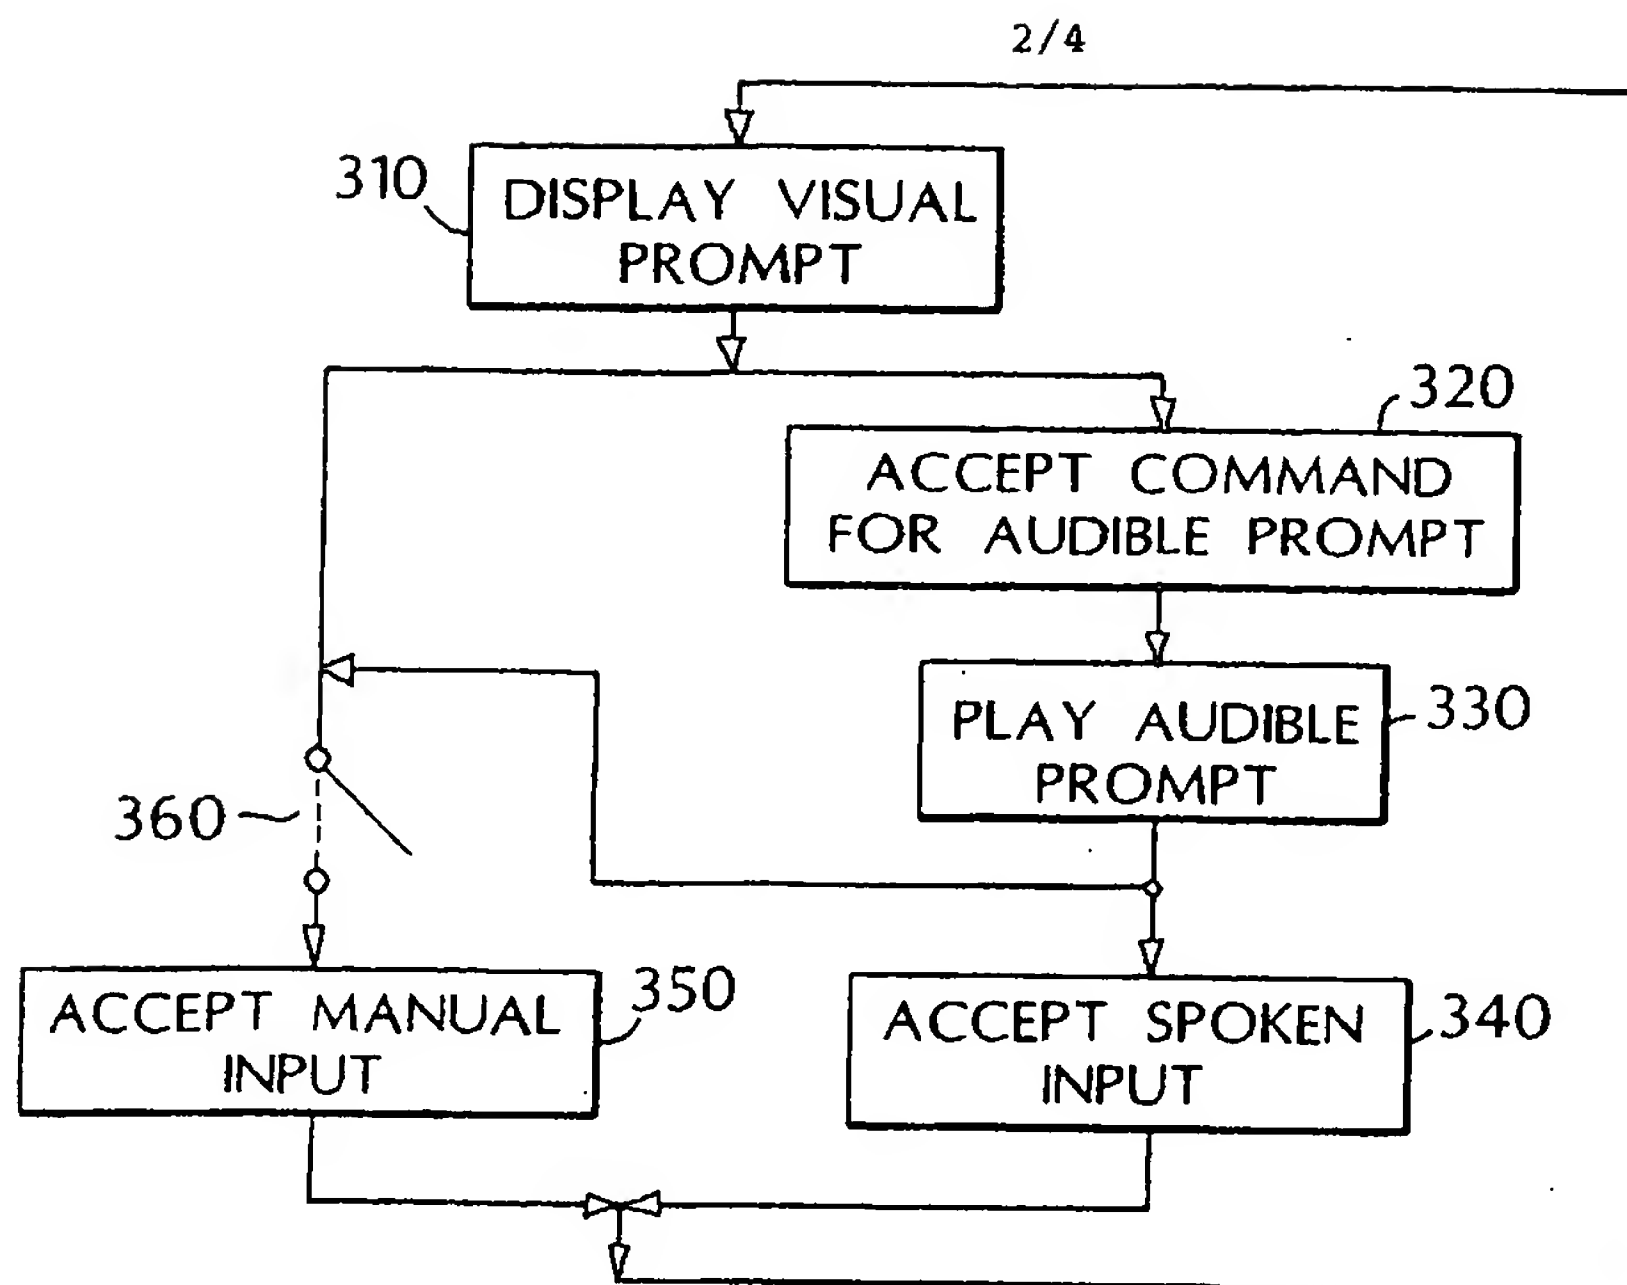 2/4
310
DISPLAY VISUAL
PROMPT
320
ACCEPT COMMAND
FOR AUDIBLE PROMPT
330
PLAY AUDIBLE
PROMPT
360
350
ACCEPT MANUAL
INPUT
340
ACCEPT SPOKEN
INPUT